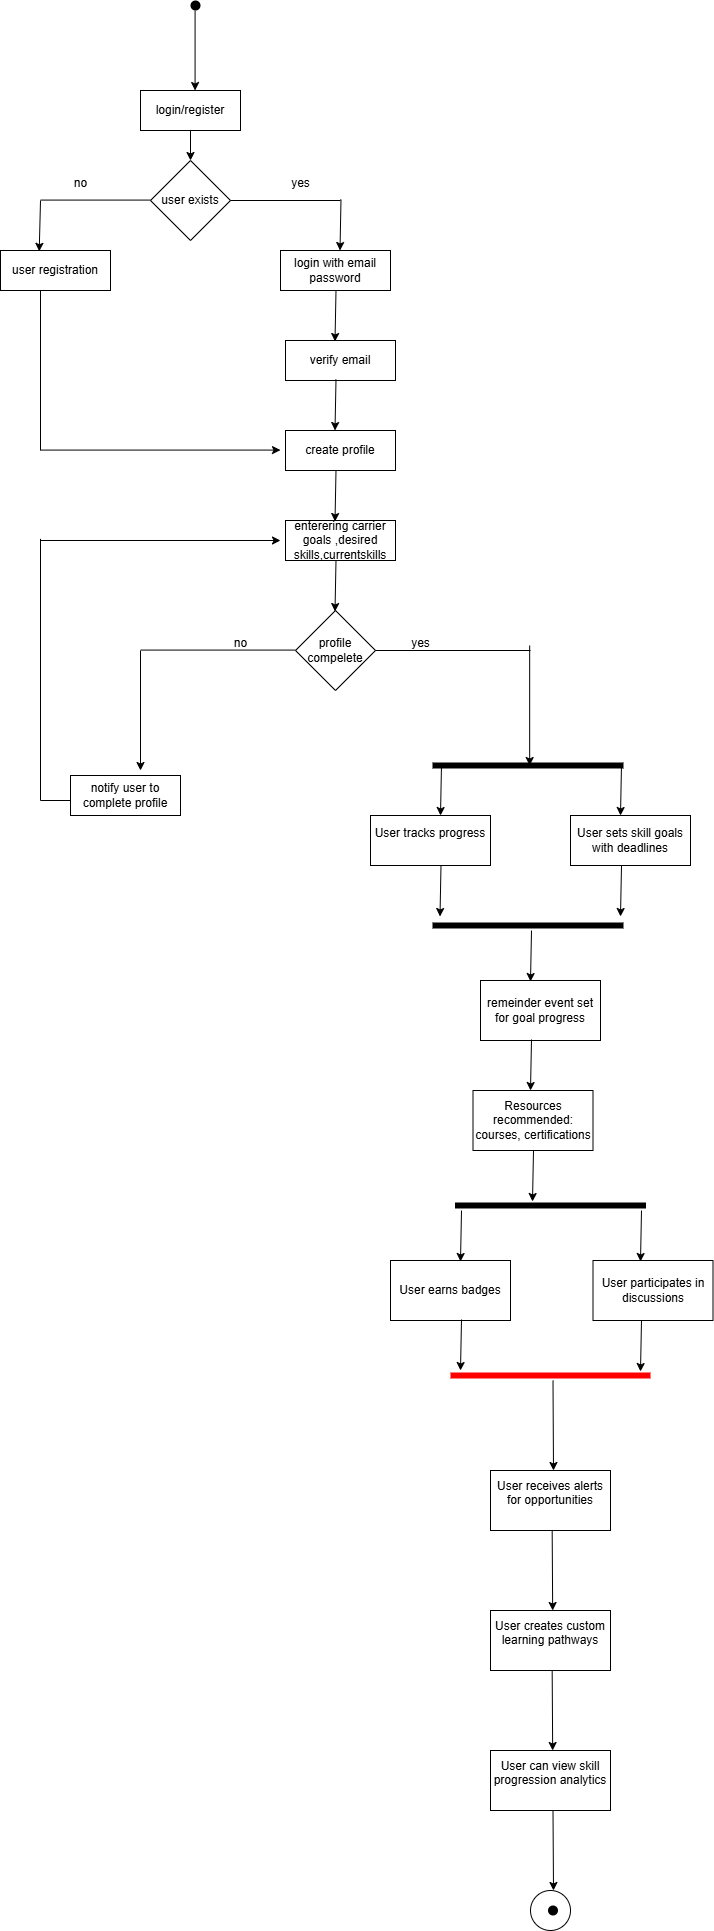 login/register
no
yes
user exists
user registration
login with email
password
verify email
create profile
enterering carrier
goals ,desired
skills,currentskills
no
yes
profile
compelete
notify user to
complete profile
User tracks progress
User sets skill goals
with deadlines
remeinder event set
for goal progress
Resources
recommended:
courses, certifications
User earns badges
User participates in
discussions
User receives alerts
for opportunities
User creates custom
learning pathways
User can view skill
progression analytics